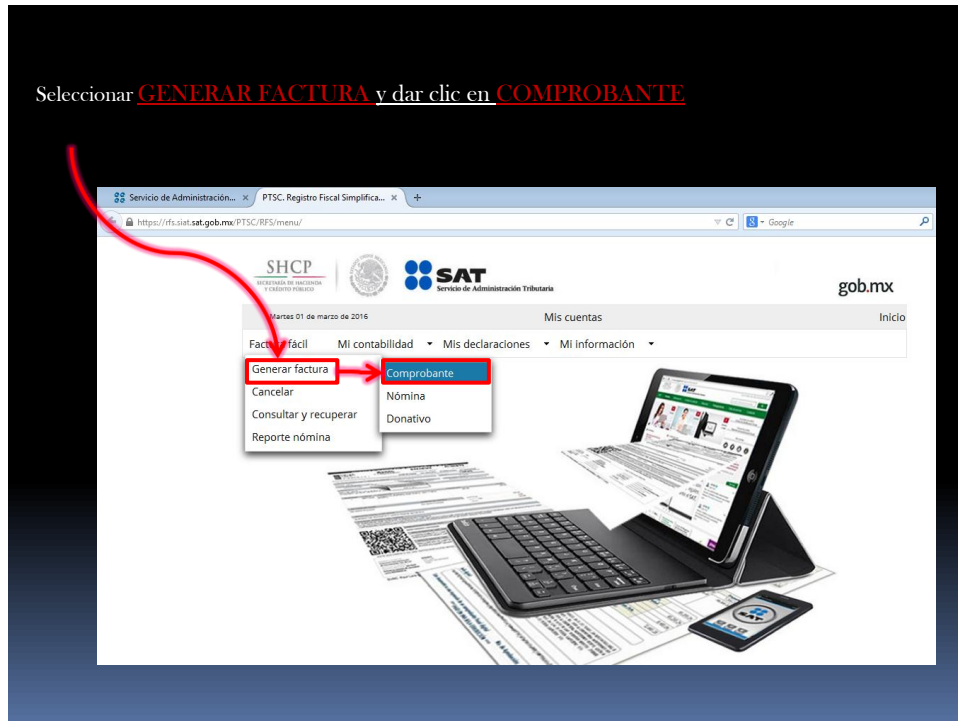 Seleccionar GENERAR FACTURA y dar clic en COMPROBANTE
Servicio de Administración... × PTSC. Registro Fiscal Simplifica... × +
https://rfs.siat.sat.gob.mx/PTSC/RFS/menu/
8 Google
SHCP
SECRETARÍA DE HACIENDA
Y CRÉDITO PÚBLICO
SAT
Servicio de Administración Tributaria
gob.mx
Martes 01 de marzo de 2016 Mis cuentas Inicio
Factura fácil Mi contabilidad Mis declaraciones Mi información
Generar factura
Cancelar
Consultar y recuperar
Reporte nómina
Comprobante
Nómina
Donativo
SAT